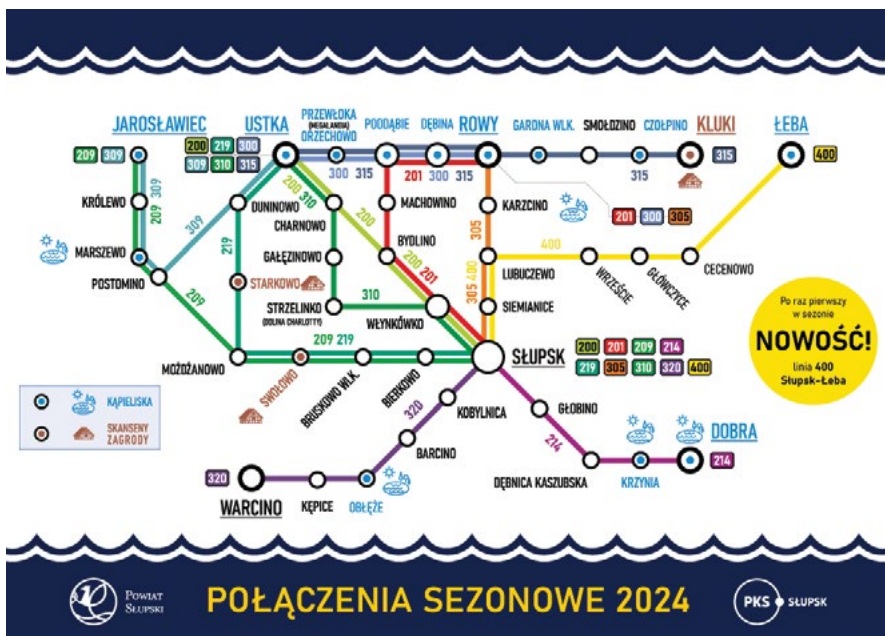 JAROSŁAWIEC
USTKA
PRZEWŁOKA
(MEGALANDIA)
ORZECHOWO
PODDĄBIE
DĘBINA
ROWY
GARDNA WLK.
SMOŁDZINO
CZOŁPINO
KLUKI
ŁEBA
209 309
200 219 300
309 310 315
300 315
201
300
315
315
315
400
KRÓLEWO
309
209
309
DUNINOWO
200 310
CHARNOWO
200
MACHOWINO
305
KARZCINO
201 300 305
MARSZEWO
219
GAŁĘZINOWO
BYDLINO
200 201
400
LUBUCZEWO
WRZEŚCIE
GŁÓWCZYCE
CECENOWO
POSTOMINO
STARKOWO
209
STRZELINKO
(DOLINA CHARLOTTY)
310
WŁYNKÓWKO
305 400
SIEMIANICE
Po raz pierwszy
w sezonie
NOWOŚĆ!
linia 400
Słupsk-Łeba
209 219
SŁUPSK
200 201 209 214
219 305 310 320 400
MOŻDŻANOWO
SWOŁOWO
BRUSKOWO WLK.
BIERKOWO
KĄPIELISKA
SKANSENY
ZAGRODY
320
KOBYLNICA
GŁOBINO
BARCINO
214
DOBRA
320
214
WARCINO
KĘPICE
OBŁĘŻE
DĘBNICA KASZUBSKA
KRZYNIA
POWIAT
SŁUPSKI
POŁĄCZENIA SEZONOWE 2024
PKS SŁUPSK